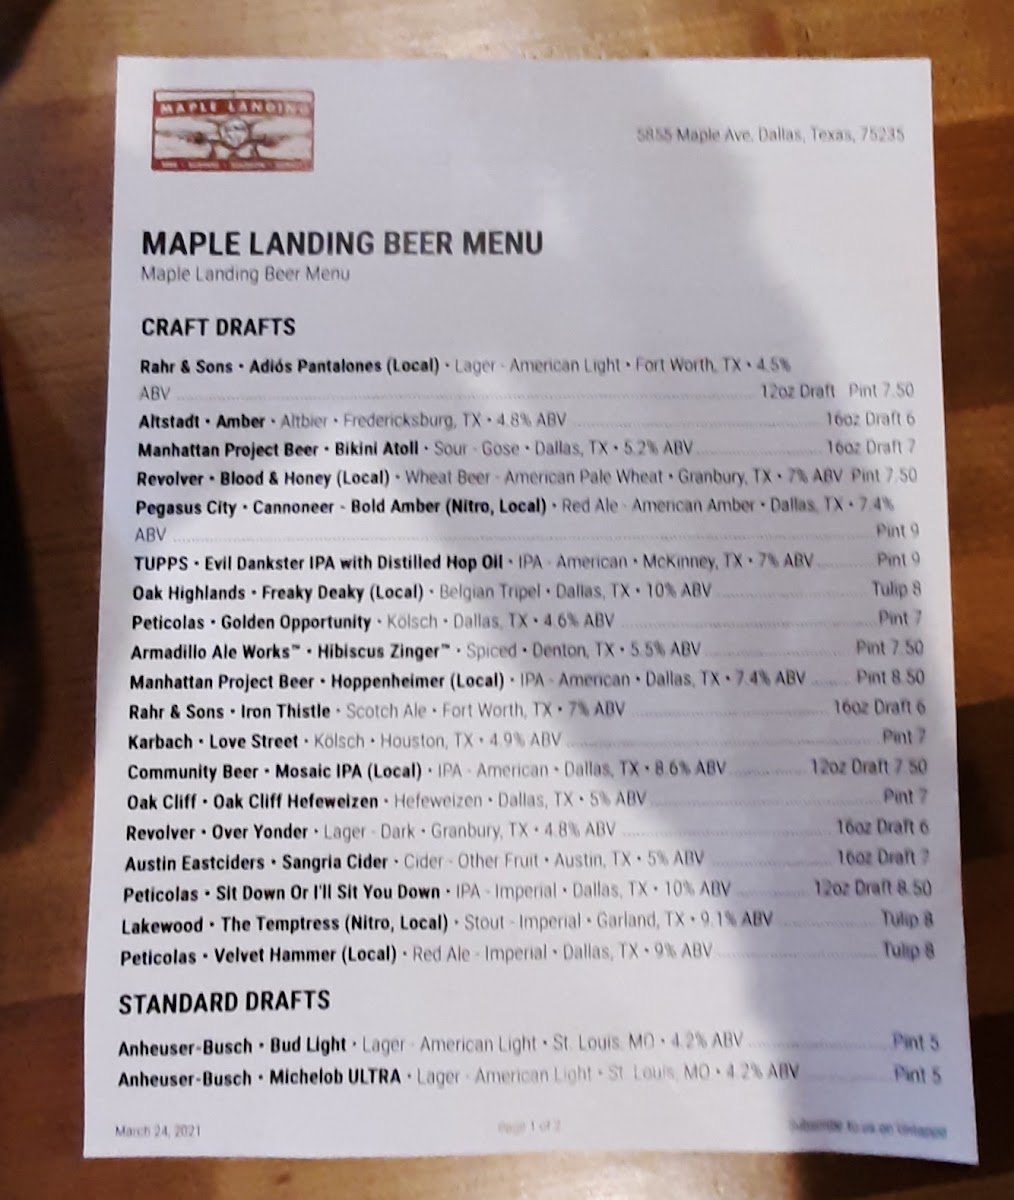 MAPLE LANDING
5855 Maple Ave, Dallas, Texas, 75235
MAPLE LANDING BEER MENU
Maple Landing Beer Menu
CRAFT DRAFTS
Rahr & Sons • Adiós Pantalones (Local) • Lager - American Light • Fort Worth, TX • 4.5%
ABV 12oz Draft Pint 7.50
Altstadt • Amber • Altbier • Fredericksburg, TX • 4.8% ABV 16oz Draft 6
Manhattan Project Beer • Bikini Atoll • Sour - Gose • Dallas, TX • 5.2% ABV 16oz Draft 7
Revolver • Blood & Honey (Local) • Wheat Beer - American Pale Wheat • Granbury, TX • 7% ABV Pint 7.50
Pegasus City • Cannoneer - Bold Amber (Nitro, Local) • Red Ale - American Amber • Dallas, TX • 7.4%
ABV Pint 9
TUPPS • Evil Dankster IPA with Distilled Hop Oil • IPA - American • McKinney, TX • 7% ABV Pint 9
Oak Highlands • Freaky Deaky (Local) • Belgian Tripel • Dallas, TX • 10% ABV Tulip 8
Peticolas • Golden Opportunity • Kölsch • Dallas, TX • 4.6% ABV Pint 7
Armadillo Ale Works™ • Hibiscus Zinger™ • Spiced • Denton, TX • 5.5% ABV Pint 7.50
Manhattan Project Beer • Hoppenheimer (Local) • IPA - American • Dallas, TX • 7.4% ABV Pint 8.50
Rahr & Sons • Iron Thistle • Scotch Ale • Fort Worth, TX • 7% ABV 16oz Draft 6
Karbach • Love Street • Kölsch • Houston, TX • 4.9% ABV Pint 7
Community Beer • Mosaic IPA (Local) • IPA - American • Dallas, TX • 8.6% ABV 12oz Draft 7.50
Oak Cliff • Oak Cliff Hefeweizen • Hefeweizen • Dallas, TX • 5% ABV Pint 7
Revolver • Over Yonder • Lager - Dark • Granbury, TX • 4.8% ABV 16oz Draft 6
Austin Eastciders • Sangria Cider • Cider - Other Fruit • Austin, TX • 5% ABV 16oz Draft 7
Peticolas • Sit Down Or I'll Sit You Down • IPA - Imperial • Dallas, TX • 10% ABV 12oz Draft 8.50
Lakewood • The Temptress (Nitro, Local) • Stout - Imperial • Garland, TX • 9.1% ABV Tulip 8
Peticolas • Velvet Hammer (Local) • Red Ale - Imperial • Dallas, TX • 9% ABV Tulip 8
STANDARD DRAFTS
Anheuser-Busch • Bud Light • Lager - American Light • St. Louis, MO • 4.2% ABV Pint 5
Anheuser-Busch • Michelob ULTRA • Lager - American Light • St. Louis, MO • 4.2% ABV Pint 5
March 24, 2021 Page 1 of 2 Subscribe to us on Untappd